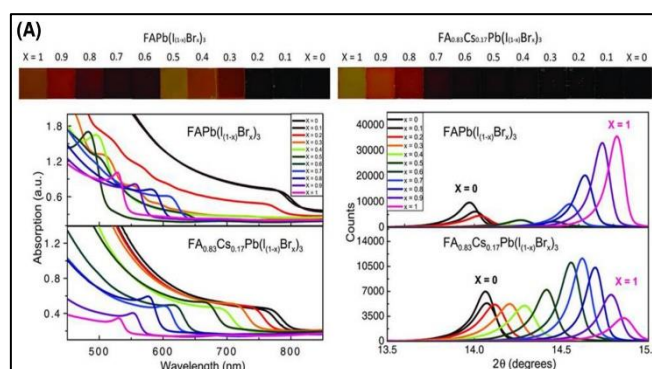 (A)
FAPb(I(1-x)Brx)3
FA0.83Cs0.17Pb(I(1-x)Brx)3
X = 1 0.9 0.8 0.7 0.6 0.5 0.4 0.3 0.2 0.1 X= 0
X = 1 0.9 0.8 0.7 0.6 0.5 0.4 0.3 0.2 0.1 X= 0
1.8
1.2
0.6
FAPb(I(1-x)Brx)3
X = 0
X = 0.1
X = 0.2
X = 0.3
X = 0.4
X = 0.5
X = 0.6
X = 0.7
X = 0.8
X = 0.9
X = 1
Absorption (a.u.)
1.2
0.8
0.4
FA0.83Cs0.17Pb(I(1-x)Brx)3
500 600 700 800
Wavelength (nm)
40000
30000
20000
10000
0
X = 0
X = 0.1
X = 0.2
X = 0.3
X = 0.4
X = 0.5
X = 0.6
X = 0.7
X = 0.8
X = 0.9
X = 1
FAPb(I(1-x)Brx)3
X = 1
X = 0
Counts
14000
10500
7000
3500
0
FA0.83Cs0.17Pb(I(1-x)Brx)3
X = 0
X = 1
13.5 14.0 14.5 15.
2θ (degrees)